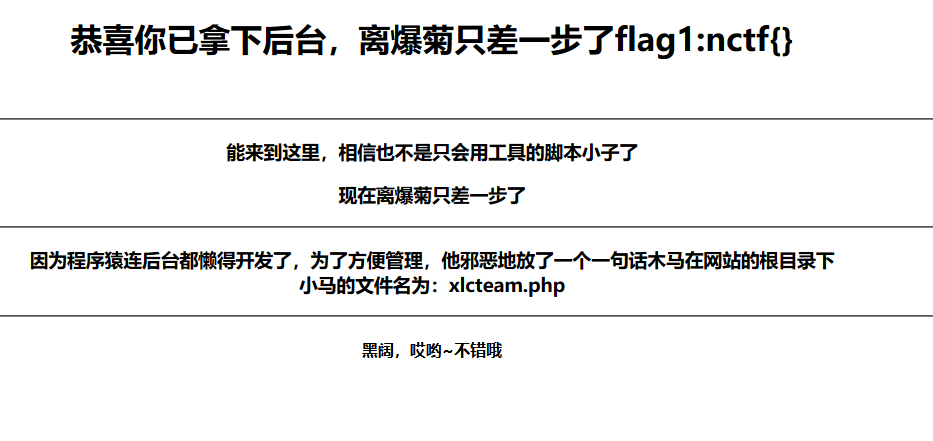 恭喜你已拿下后台，离爆菊只差一步了flag1:nctf{}
能来到这里，相信也不是只会用工具的脚本小子了
现在离爆菊只差一步了
因为程序猿连后台都懒得开发了，为了方便管理，他邪恶地放了一个一句话木马在网站的根目录下
小马的文件名为：xlcteam.php
黑阔，哎哟~不错哦